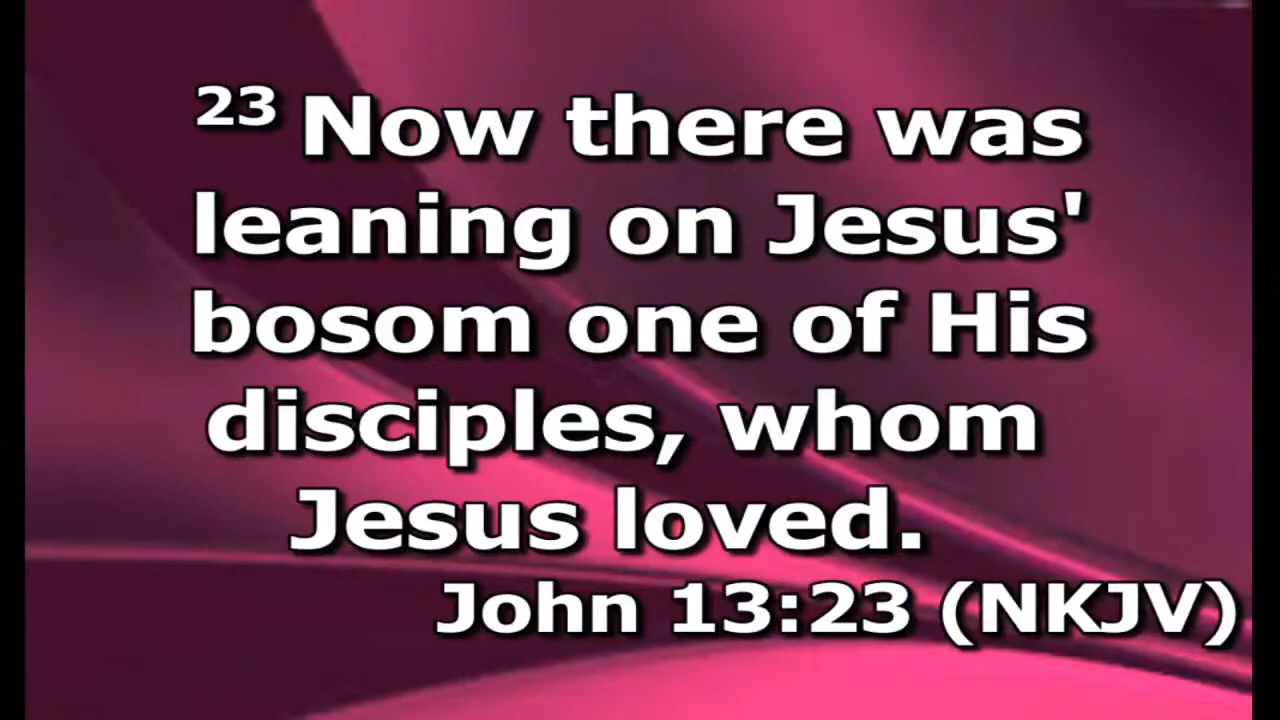 23 Now there was
leaning on Jesus'
bosom one of His
disciples, whom
Jesus loved.
John 13:23 (NKJV)